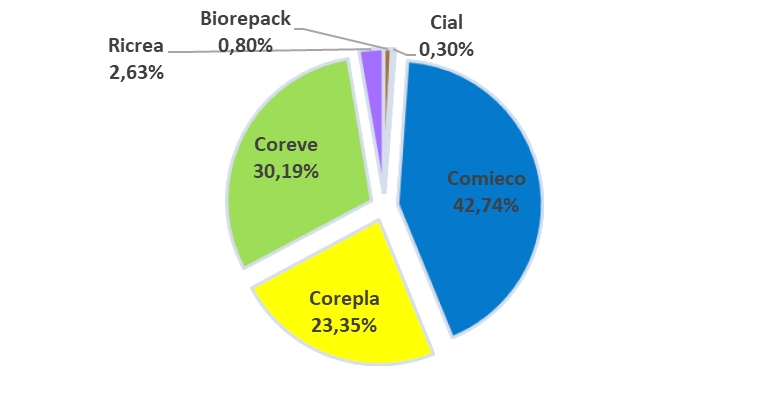 Biorepack
0,80%
Cial
0,30%
Ricrea
2,63%
Coreve
30,19%
Comieco
42,74%
Corepla
23,35%